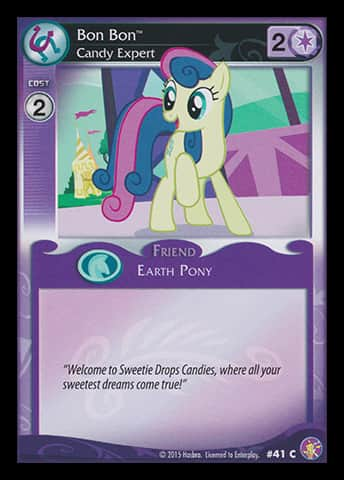 Bon Bon™
Candy Expert
2
COST
2
FRIEND
EARTH PONY
“Welcome to Sweetie Drops Candies, where all your
sweetest dreams come true!”
© 2015 Hasbro. Licensed to Enterplay.
#41 C